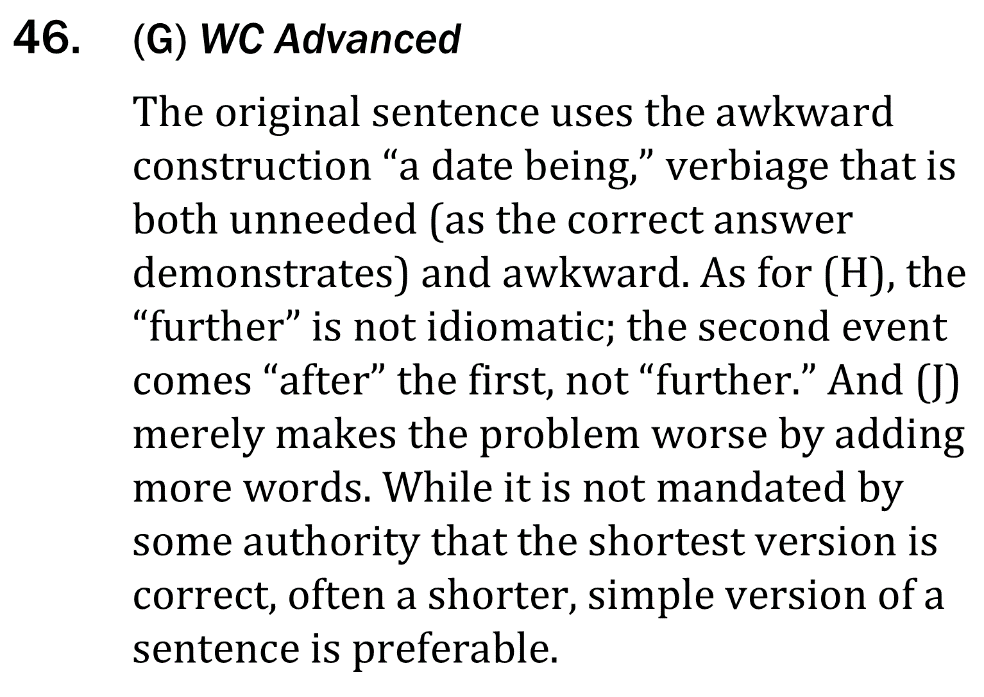 46. (G) WC Advanced
The original sentence uses the awkward
construction “a date being,” verbiage that is
both unneeded (as the correct answer
demonstrates) and awkward. As for (H), the
“further” is not idiomatic; the second event
comes “after” the first, not “further.” And (J)
merely makes the problem worse by adding
more words. While it is not mandated by
some authority that the shortest version is
correct, often a shorter, simple version of a
sentence is preferable.